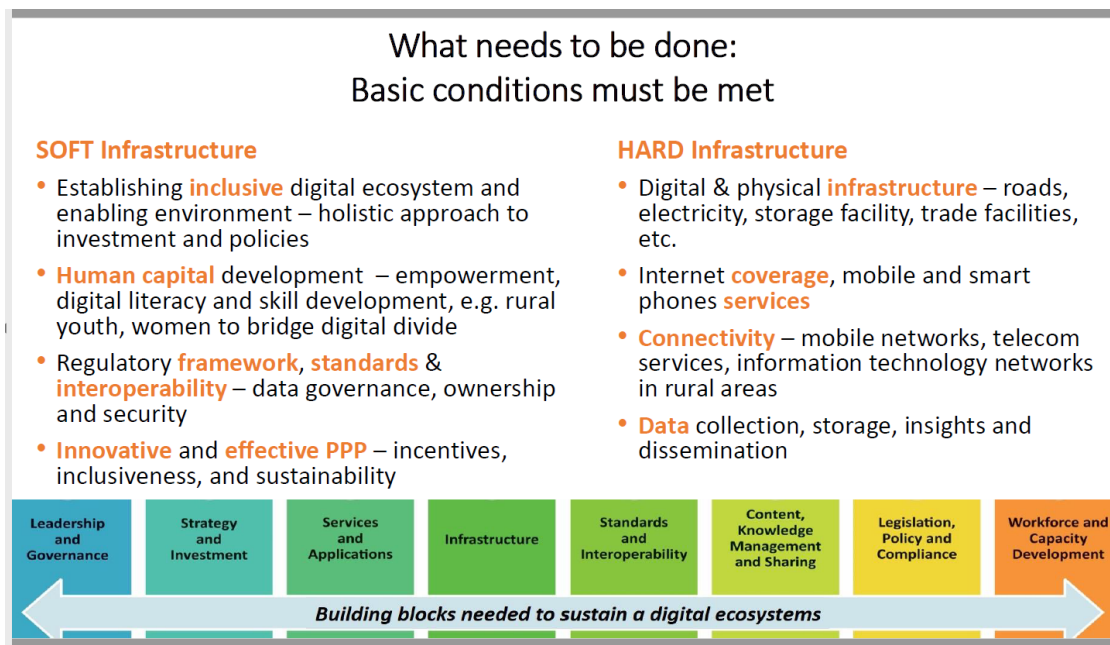 What needs to be done:
Basic conditions must be met
SOFT Infrastructure
• Establishing inclusive digital ecosystem and
enabling environment – holistic approach to
investment and policies
• Human capital development – empowerment,
digital literacy and skill development, e.g. rural
youth, women to bridge digital divide
• Regulatory framework, standards &
interoperability – data governance, ownership
and security
• Innovative and effective PPP – incentives,
inclusiveness, and sustainability
HARD Infrastructure
• Digital & physical infrastructure – roads,
electricity, storage facility, trade facilities,
etc.
• Internet coverage, mobile and smart
phones services
• Connectivity – mobile networks, telecom
services, information technology networks
in rural areas
• Data collection, storage, insights and
dissemination
Leadership
and
Governance
Strategy
and
Investment
Services
and
Applications
Infrastructure
Standards
and
Interoperability
Content,
Knowledge
Management
and Sharing
Legislation,
Policy and
Compliance
Workforce and
Capacity
Development
Building blocks needed to sustain a digital ecosystems